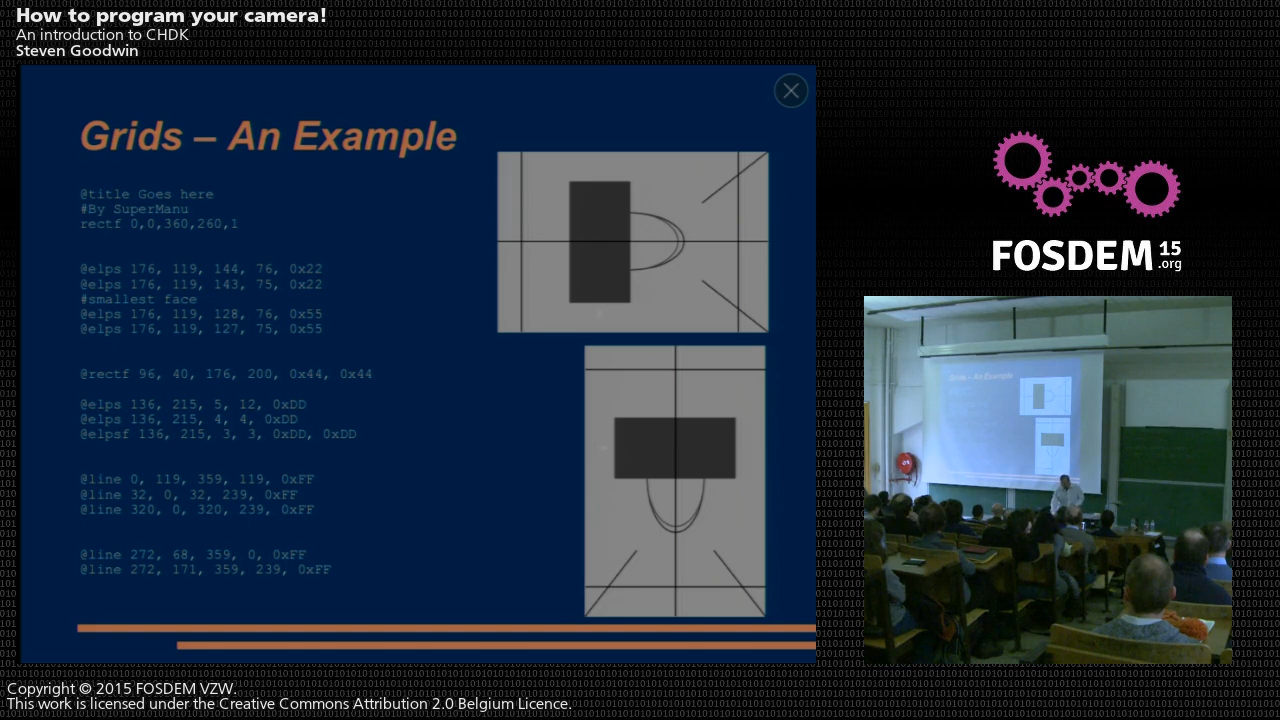 How to program your camera!
An introduction to CHDK
Steven Goodwin
Grids – An Example
@title Goes here
#By SuperManu
rectf 0,0,360,260,1
@elps 176, 119, 144, 76, 0x22
@elps 176, 119, 143, 75, 0x22
#smallest face
@elps 176, 119, 128, 76, 0x55
@elps 176, 119, 127, 75, 0x55
@rectf 96, 40, 176, 200, 0x44, 0x44
@elps 136, 215, 5, 12, 0xDD
@elps 136, 215, 4, 4, 0xDD
@elpsf 136, 215, 3, 3, 0xDD, 0xDD
@line 0, 119, 359, 119, 0xFF
@line 32, 0, 32, 239, 0xFF
@line 320, 0, 320, 239, 0xFF
@line 272, 68, 359, 0, 0xFF
@line 272, 171, 359, 239, 0xFF
FOSDEM 15
.org
Grids – An Example
Copyright © 2015 FOSDEM VZW.
This work is licensed under the Creative Commons Attribution 2.0 Belgium Licence.